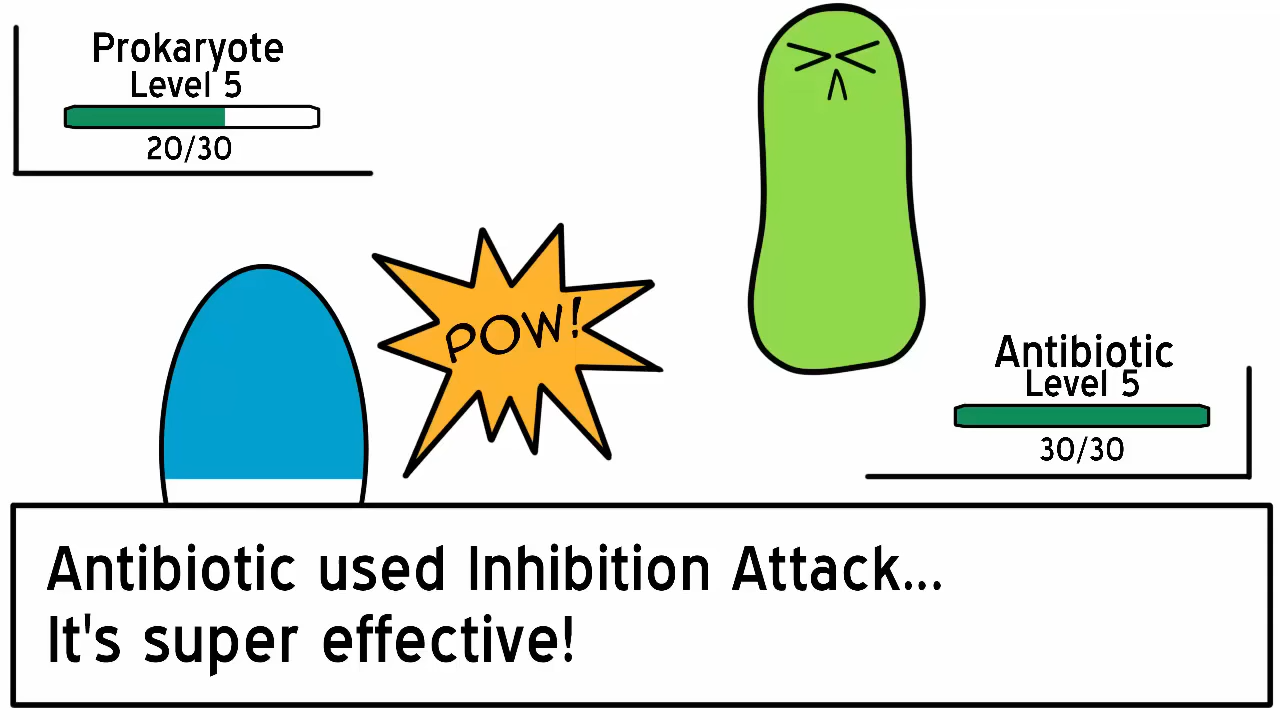 Prokaryote
Level 5
20/30
POW!
Antibiotic
Level 5
30/30
Antibiotic used Inhibition Attack...
It's super effective!